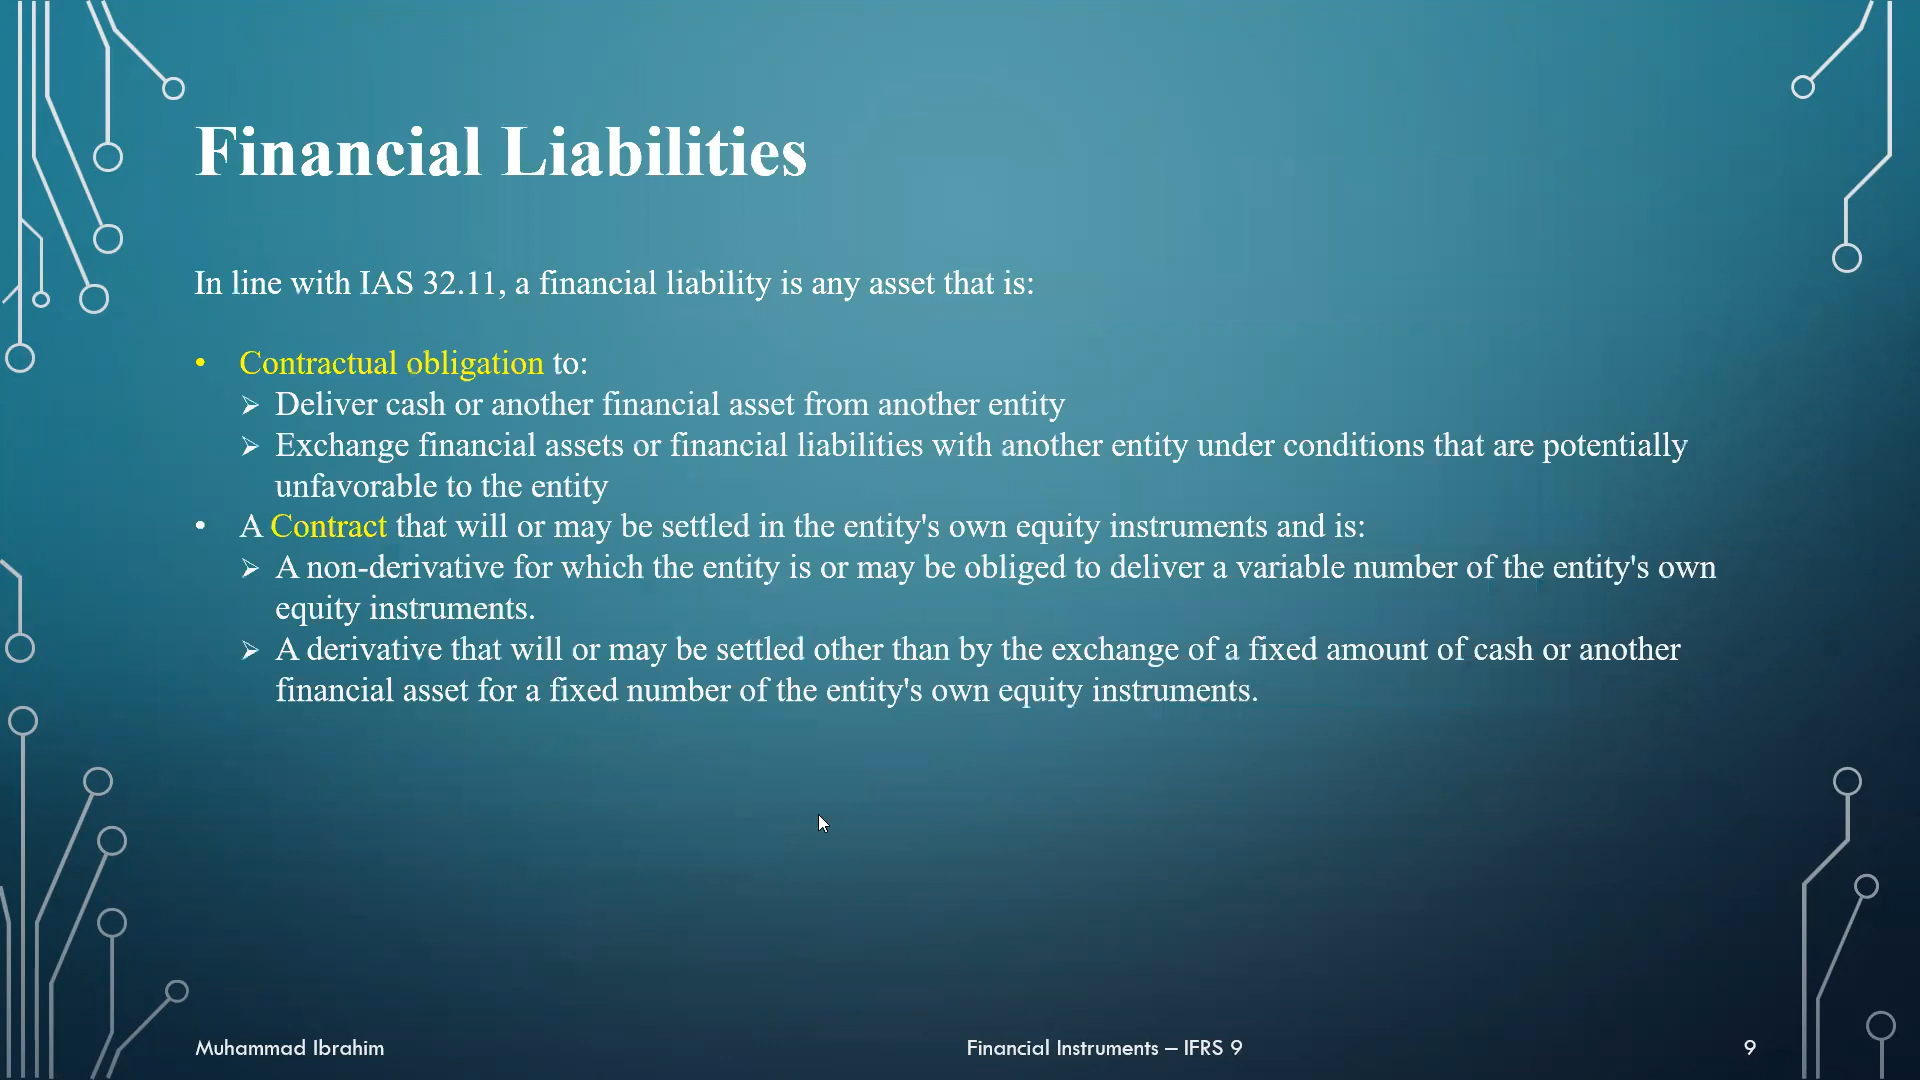 Financial Liabilities
In line with IAS 32.11, a financial liability is any asset that is:
• Contractual obligation to:
➢ Deliver cash or another financial asset from another entity
➢ Exchange financial assets or financial liabilities with another entity under conditions that are potentially
unfavorable to the entity
• A Contract that will or may be settled in the entity's own equity instruments and is:
➢ A non-derivative for which the entity is or may be obliged to deliver a variable number of the entity's own
equity instruments.
➢ A derivative that will or may be settled other than by the exchange of a fixed amount of cash or another
financial asset for a fixed number of the entity's own equity instruments.
Muhammad Ibrahim
Financial Instruments – IFRS 9
9